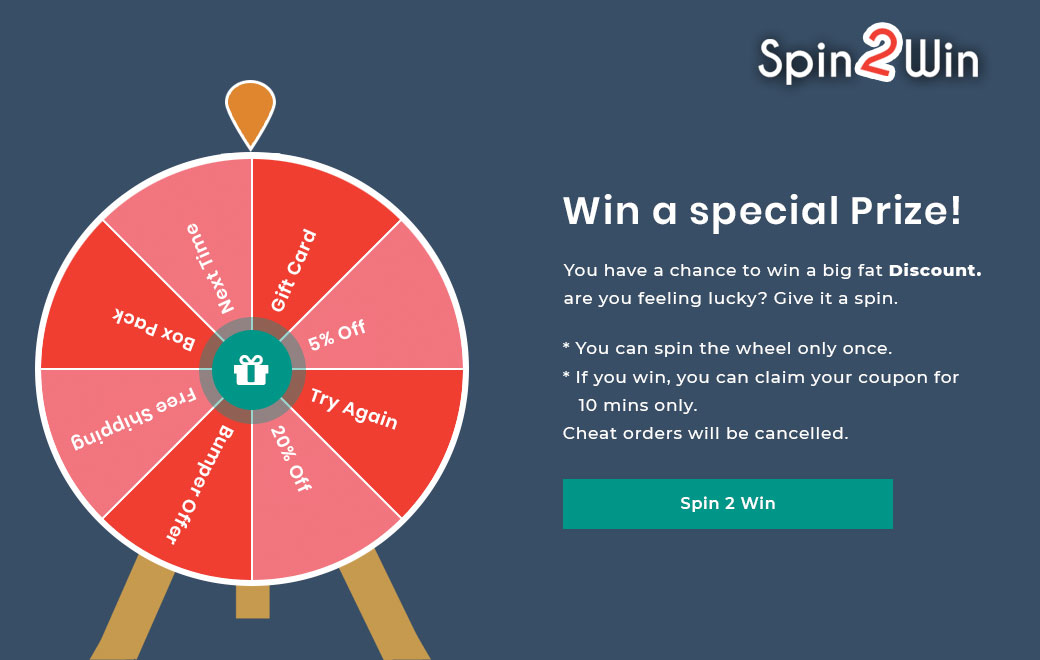 Spin2Win
Win a special Prize!
You have a chance to win a big fat Discount.
are you feeling lucky? Give it a spin.
* You can spin the wheel only once.
* If you win, you can claim your coupon for
10 mins only.
Cheat orders will be cancelled.
Spin 2 Win
Gift Card
5% Off
Try Again
20% Off
Bumper Offer
Free Shipping
Box Pack
Next Time